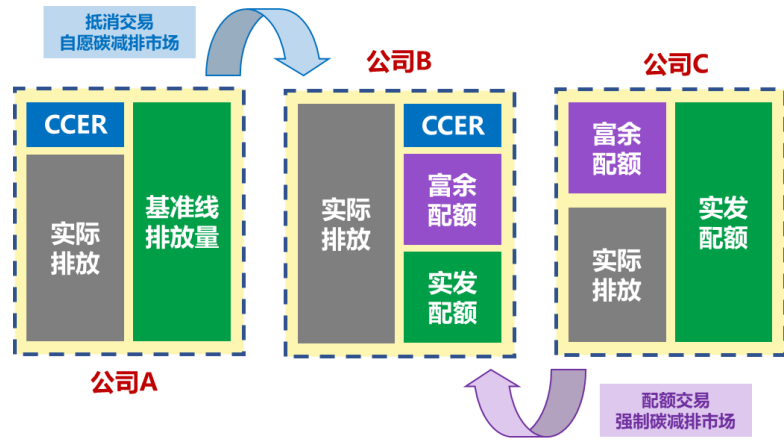 抵消交易
自愿碳减排市场
公司B
公司C
CCER
实际
排放
基准线
排放量
公司A
实际
排放
CCER
富余
配额
实发
配额
富余
配额
实际
排放
实发
配额
配额交易
强制碳减排市场